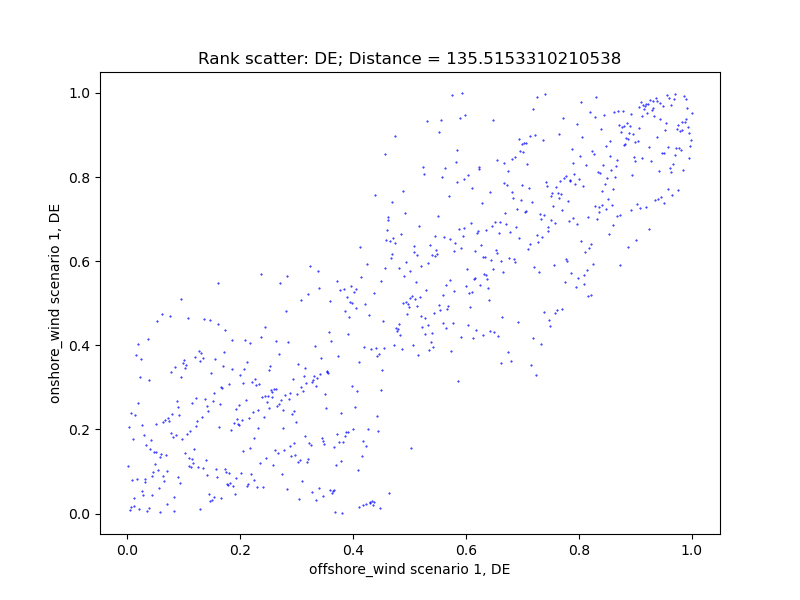 Rank scatter: DE; Distance = 135.5153310210538
1.0
0.8
0.6
0.4
0.2
0.0
onshore_wind scenario 1, DE
0.0 0.2 0.4 0.6 0.8 1.0
offshore_wind scenario 1, DE